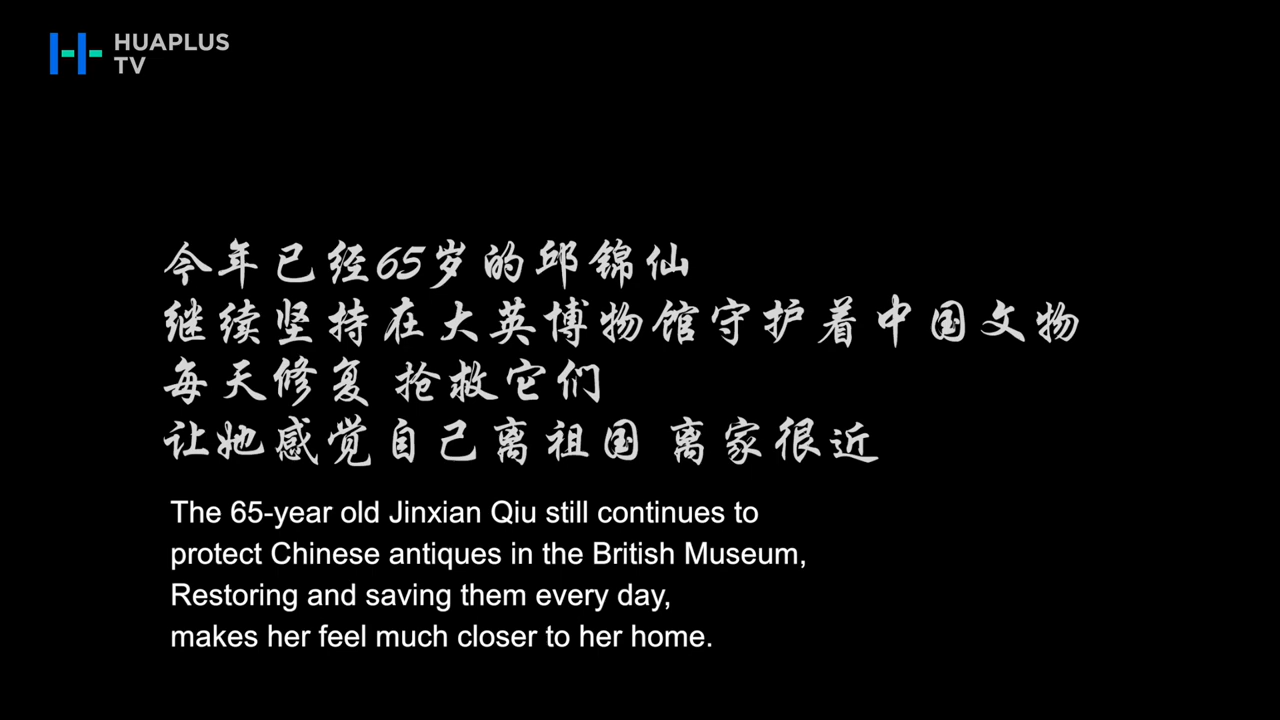 HUAPLUS
TV
今年已经65岁的邱锦仙
继续坚持在大英博物馆守护着中国文物
每天修复 抢救它们
让她感觉自己离祖国 离家很近
The 65-year old Jinxian Qiu still continues to
protect Chinese antiques in the British Museum,
Restoring and saving them every day,
makes her feel much closer to her home.